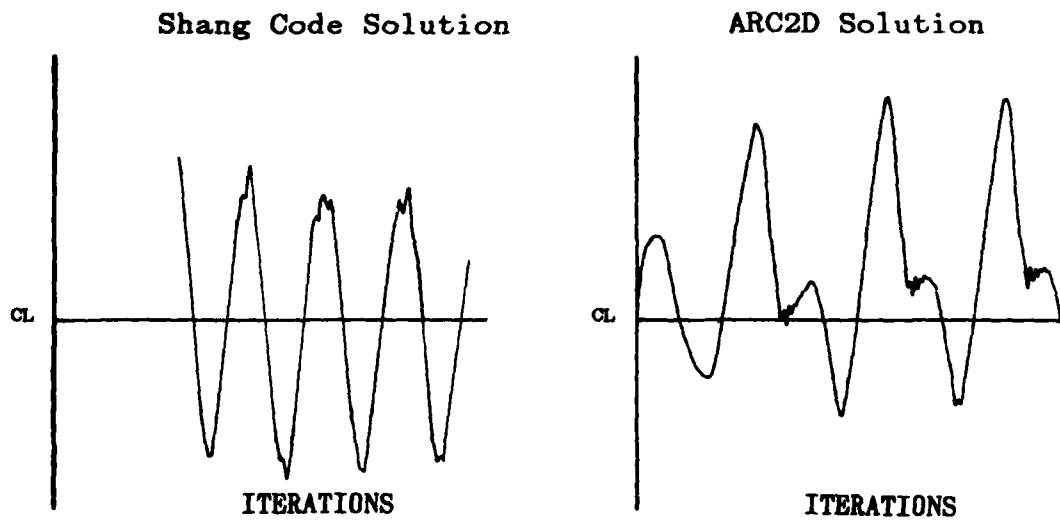 Shang Code Solution
ARC2D Solution
CL
CL
ITERATIONS
ITERATIONS